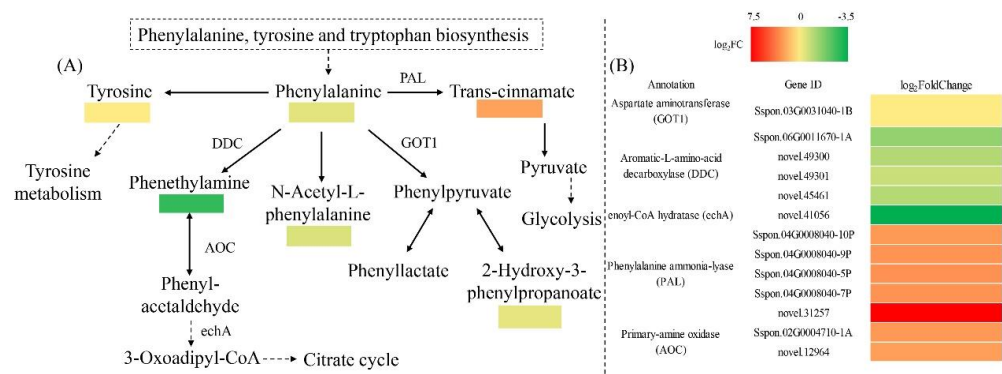 Phenylalanine, tyrosine and tryptophan biosynthesis
(A)
PAL
Tyrosine
Phenylalanine
Trans-cinnamate
DDC
GOT1
Tyrosine
metabolism
Phenethylamine
N-Acetyl-L-
phenylalanine
Phenylpyruvate
Pyruvate
Glycolysis
AOC
Phenyl-
acetaldehyde
Phenyllactate
2-Hydroxy-3-
phenylpropanoate
echA
3-Oxoadipyl-CoA
Citrate cycle
(B)
7.5 0 -3.5
log2FC
Annotation Gene ID log2FoldChange
Aspartate aminotransferase
(GOT1)
Sspon.03G0031040-1B
Sspon.06G0011670-1A
Aromatic-L-amino-acid
decarboxylase (DDC)
novel.49300
novel.49301
novel.45461
enoyl-CoA hydratase (echA) novel.41056
Sspon.04G0008040-10P
Sspon.04G0008040-9P
Phenylalanine ammonia-lyase
(PAL)
Sspon.04G0008040-5P
Sspon.04G0008040-7P
novel.31257
Primary-amine oxidase
(AOC)
Sspon.02G0004710-1A
novel.12964